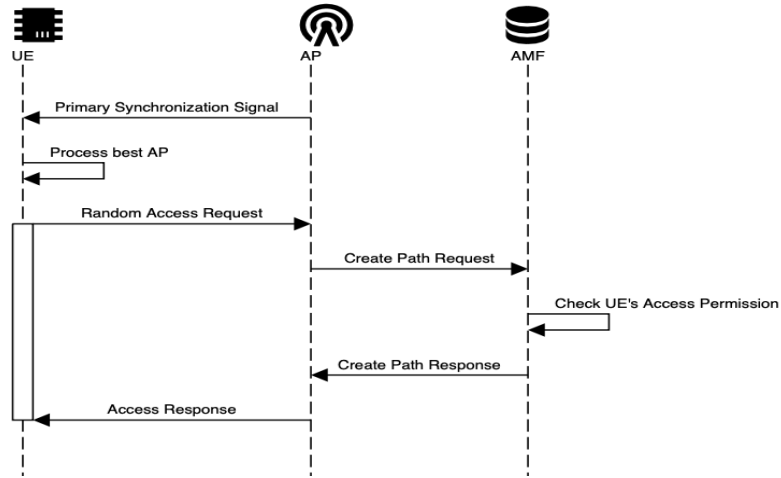 UE
AP
AMF
Primary Synchronization Signal
Process best AP
Random Access Request
Create Path Request
Check UE's Access Permission
Create Path Response
Access Response